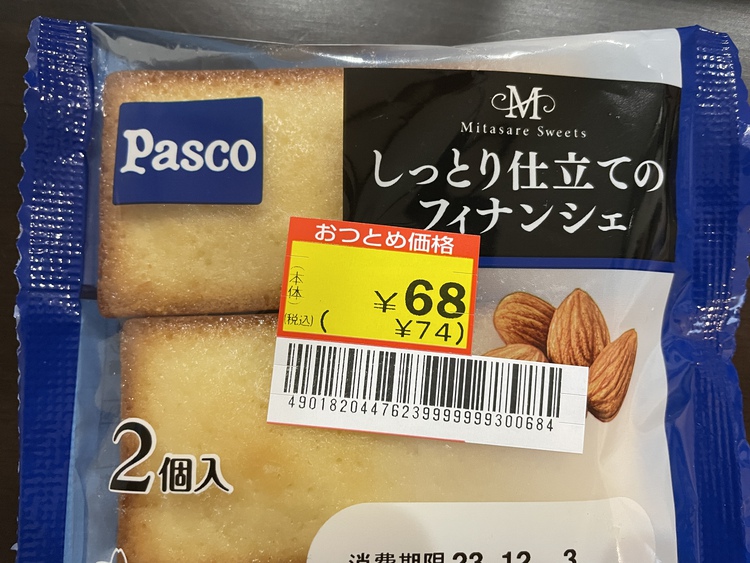 Pasco
M
Mitasare Sweets
しっとり仕立ての
フィナンシェ
おつとめ価格
(本体) ¥68
(税込) ( ¥74)
49018204476239999999300684
2個入
消費期限 23.12. 3